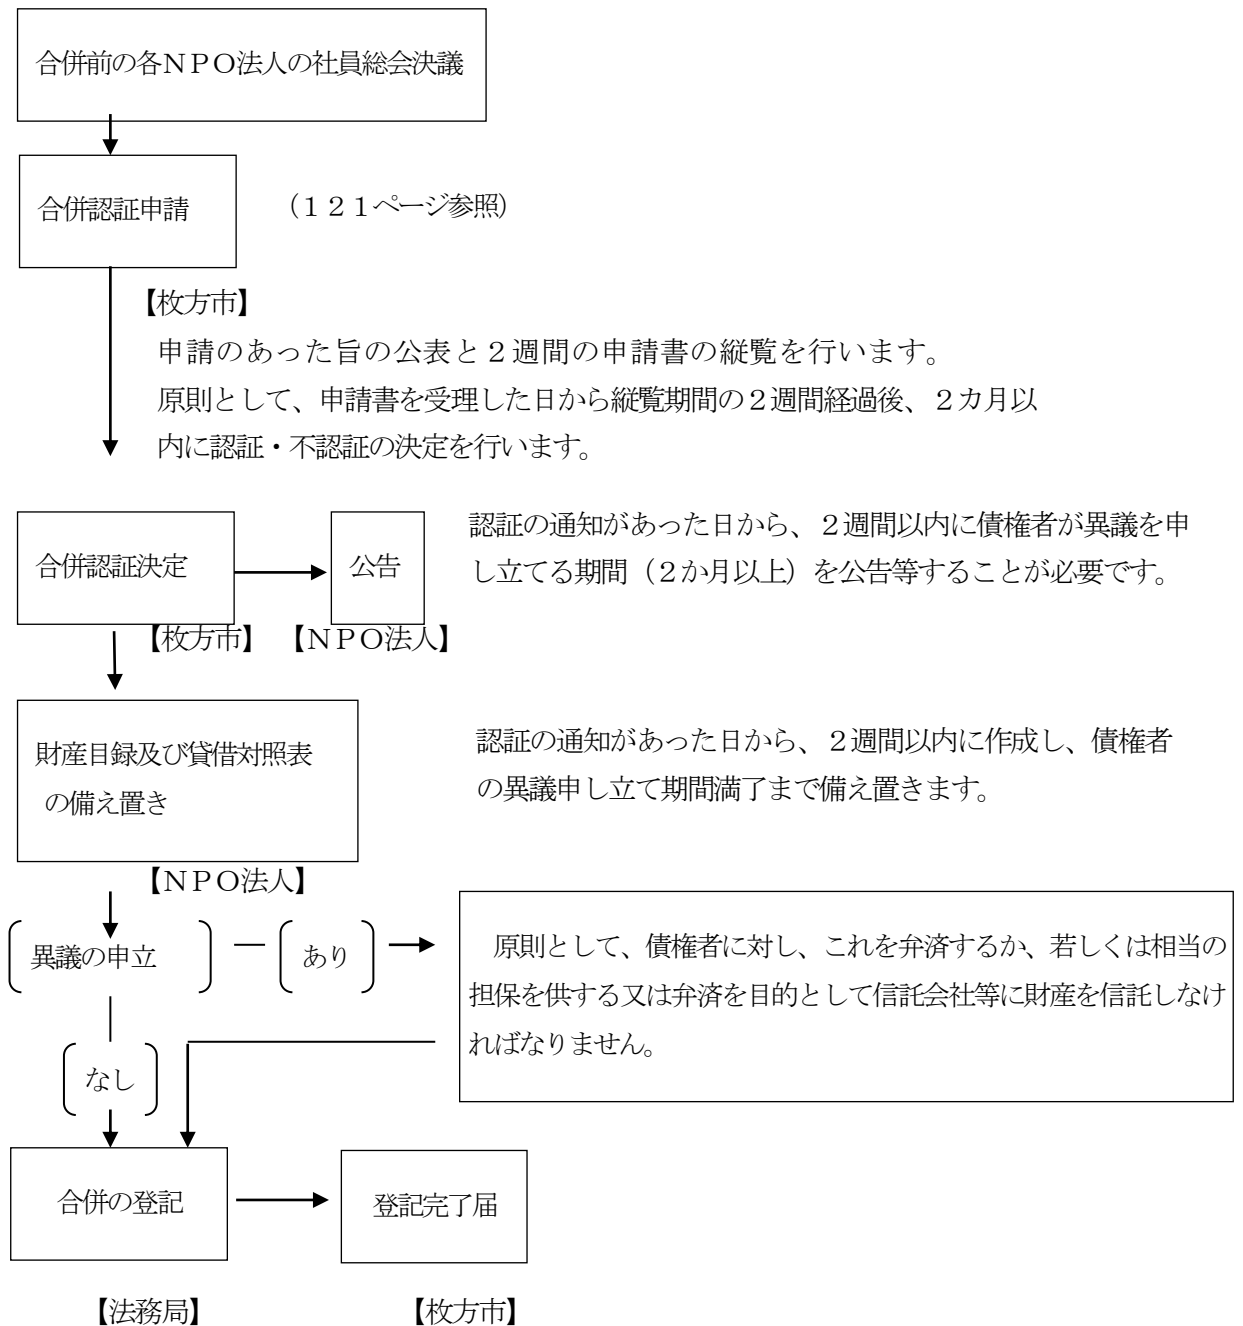 合併前の各ＮＰＯ法人の社員総会決議
合併認証申請
（１２１ページ参照）
【枚方市】
申請のあった旨の公表と２週間の申請書の縦覧を行います。
原則として、申請書を受理した日から縦覧期間の２週間経過後、２カ月以
内に認証・不認証の決定を行います。
合併認証決定
公告
認証の通知があった日から、２週間以内に債権者が異議を申
し立てる期間（２か月以上）を公告等することが必要です。
【枚方市】
【ＮＰＯ法人】
財産目録及び貸借対照表
の備え置き
認証の通知があった日から、２週間以内に作成し、債権者
の異議申し立て期間満了まで備え置きます。
【ＮＰＯ法人】
異議の申立
あり
原則として、債権者に対し、これを弁済するか、若しくは相当の
担保を供する又は弁済を目的として信託会社等に財産を信託しなけ
ればなりません。
なし
合併の登記
登記完了届
【法務局】
【枚方市】